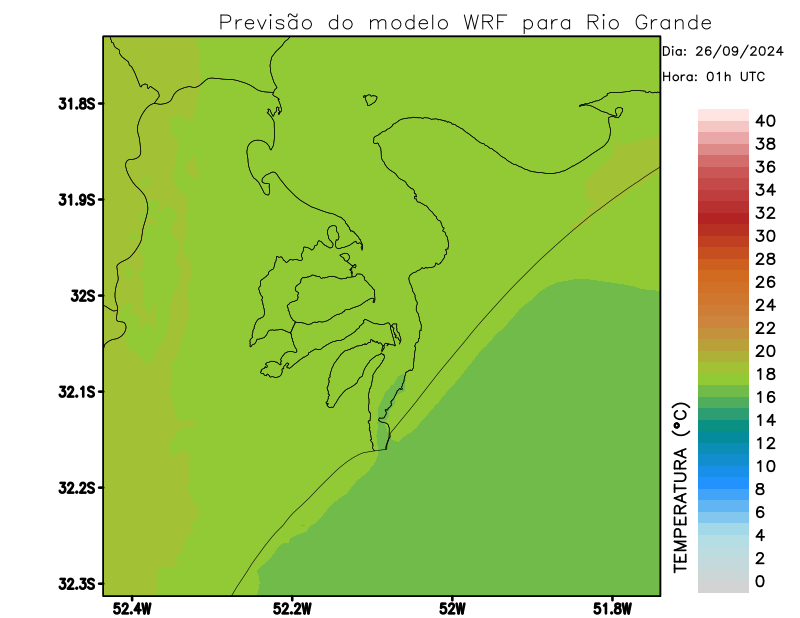 Previsão do modelo WRF para Rio Grande
Dia: 26/09/2024
Hora: 01h UTC
31.8S
31.9S
32S
32.1S
32.2S
32.3S
52.4W
52.2W
52W
51.8W
TEMPERATURA (°C)
40
38
36
34
32
30
28
26
24
22
20
18
16
14
12
10
8
6
4
2
0